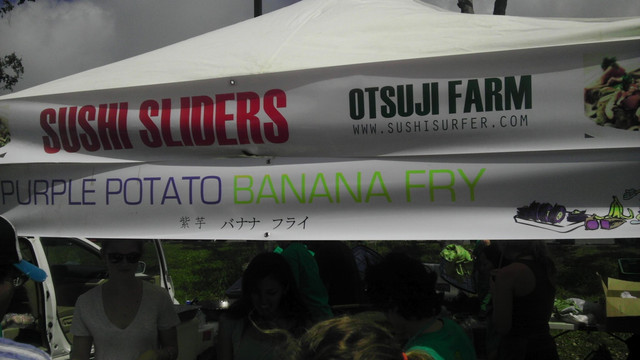 SUSHI SLIDERS
OTSUJI FARM
WWW.SUSHISURFER.COM
PURPLE POTATO BANANA FRY
紫芋 バナナ フライ